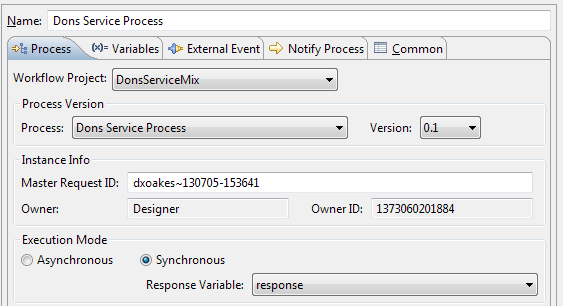 Name: Dons Service Process
Process (x)= Variables External Event Notify Process Common
Workflow Project: DonsServiceMix
Process Version
Process: Dons Service Process Version: 0.1
Instance Info
Master Request ID: dxoakes~130705-153641
Owner: Designer Owner ID: 1373060201884
Execution Mode
Asynchronous Synchronous
Response Variable: response